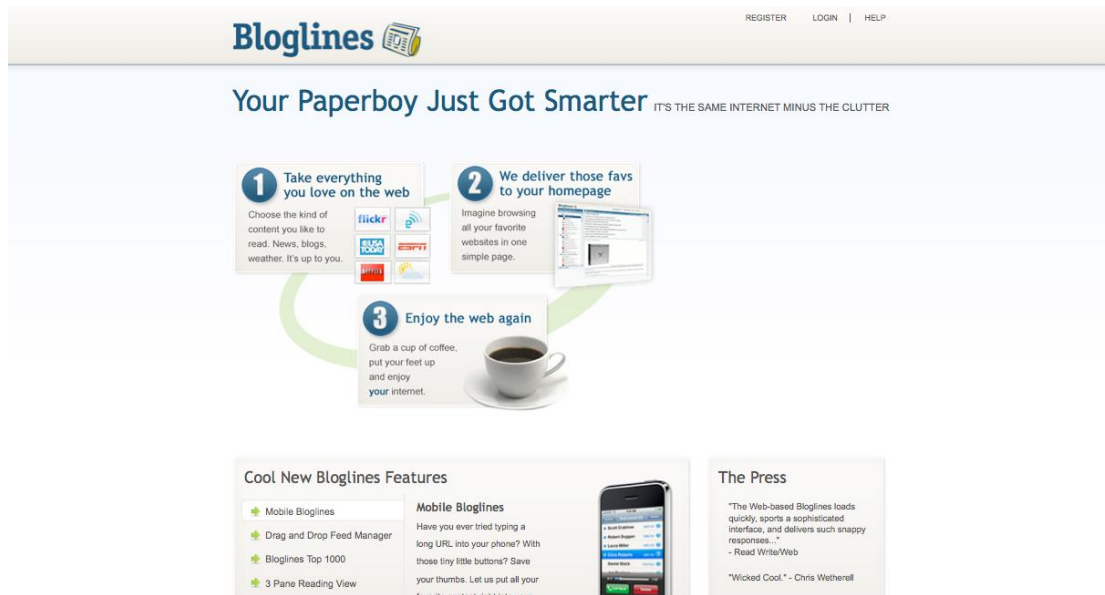 REGISTER LOGIN | HELP
Bloglines
Your Paperboy Just Got Smarter IT'S THE SAME INTERNET MINUS THE CLUTTER
1 Take everything
you love on the web
Choose the kind of
content you like to
read. News, blogs,
weather. It's up to you.
flickr
USA
TODAY
ESPN
NETFLIX
2 We deliver those favs
to your homepage
Imagine browsing
all your favorite
websites in one
simple page.
3 Enjoy the web again
Grab a cup of coffee,
put your feet up
and enjoy
your internet.
Cool New Bloglines Features
Mobile Bloglines
Drag and Drop Feed Manager
Bloglines Top 1000
3 Pane Reading View
Mobile Bloglines
Have you ever tried typing a
long URL into your phone? With
those tiny little buttons? Save
your thumbs. Let us put all your
The Press
"The Web-based Bloglines loads
quickly, sports a sophisticated
interface, and delivers such snappy
responses..."
- Read Write/Web
"Wicked Cool." - Chris Wetherell